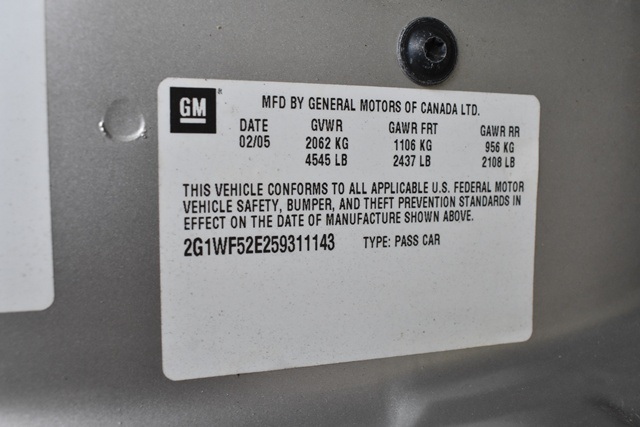 GM
MFD BY GENERAL MOTORS OF CANADA LTD.
DATE GVWR GAWR FRT GAWR RR
02/05 2062 KG 1106 KG 956 KG
4545 LB 2437 LB 2108 LB
THIS VEHICLE CONFORMS TO ALL APPLICABLE U.S. FEDERAL MOTOR
VEHICLE SAFETY, BUMPER, AND THEFT PREVENTION STANDARDS IN
EFFECT ON THE DATE OF MANUFACTURE SHOWN ABOVE.
2G1WF52E259311143 TYPE: PASS CAR